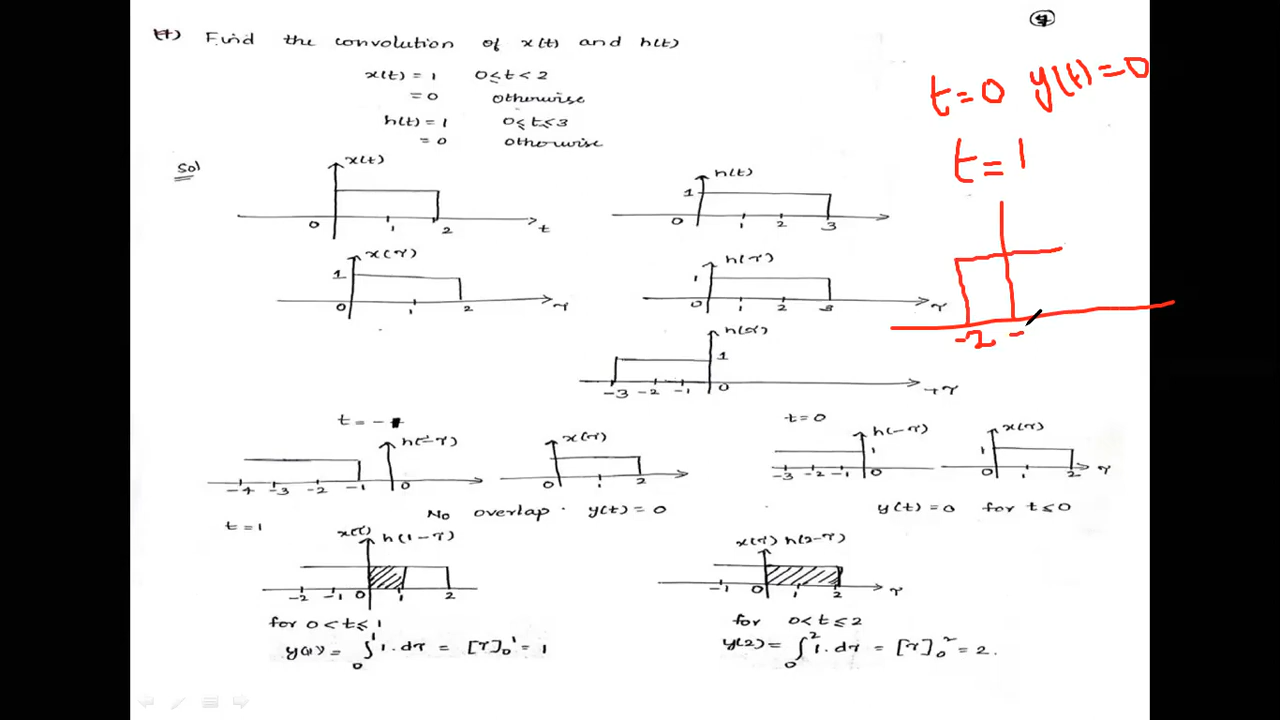 7
7) Find the convolution of x(t) and h(t)
x(t) = 1 0≤t<2
= 0 otherwise
h(t) = 1 0≤t≤3
= 0 otherwise
t=0 y(t)=0
t=1
-2 -
Sol
x(t)
0 1 2 t
h(t)
1
0 1 2 3
x(τ)
1
0 1 2 τ
h(τ)
1
0 1 2 3 τ
1
-3 -2 -1 0
t = -1
h(-1-τ)
-4 -3 -2 -1 0
x(τ)
0 1 2
t=0
h(-τ)
1
-3 -2 -1 0
x(τ)
1
0 1 2 τ
No overlap . y(t) = 0
y(t) = 0 for t≤0
t=1
x(τ) h(1-τ)
-2 -1 0 1 2
x(τ) h(2-τ)
-1 0 1 2 τ
for 0<t≤1
y(1) = ∫₀¹ 1. dτ = [τ]₀¹ = 1
for 0<t≤2
y(2) = ∫₀² 1. dτ = [τ]₀² = 2.